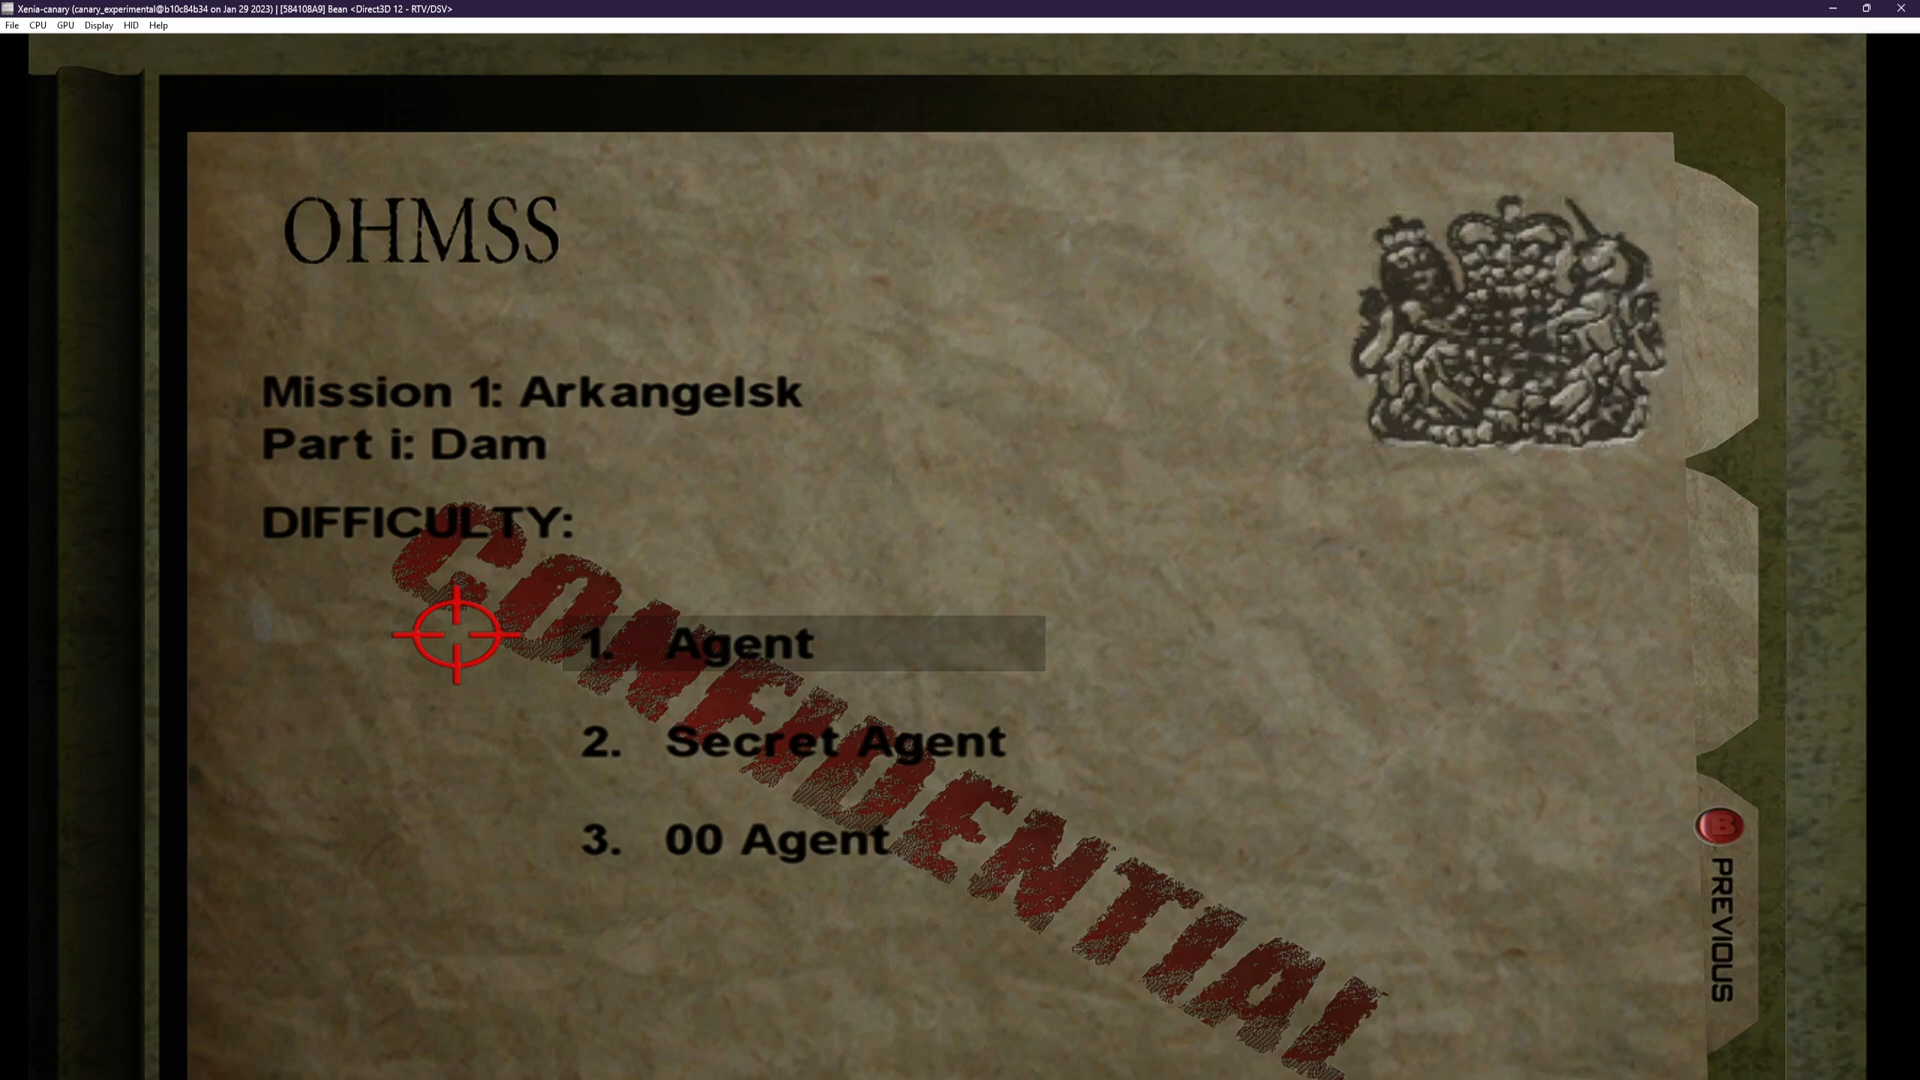 Xenia-canary (canary_experimental@b10c84b34 on Jan 29 2023) | [584108A9] Bean <Direct3D 12 - RTV/DSV>
File CPU GPU Display HID Help
OHMSS
Mission 1: Arkangelsk
Part i: Dam
DIFFICULTY:
CONFIDENTIAL
1. Agent
2. Secret Agent
3. 00 Agent
B
PREVIOUS